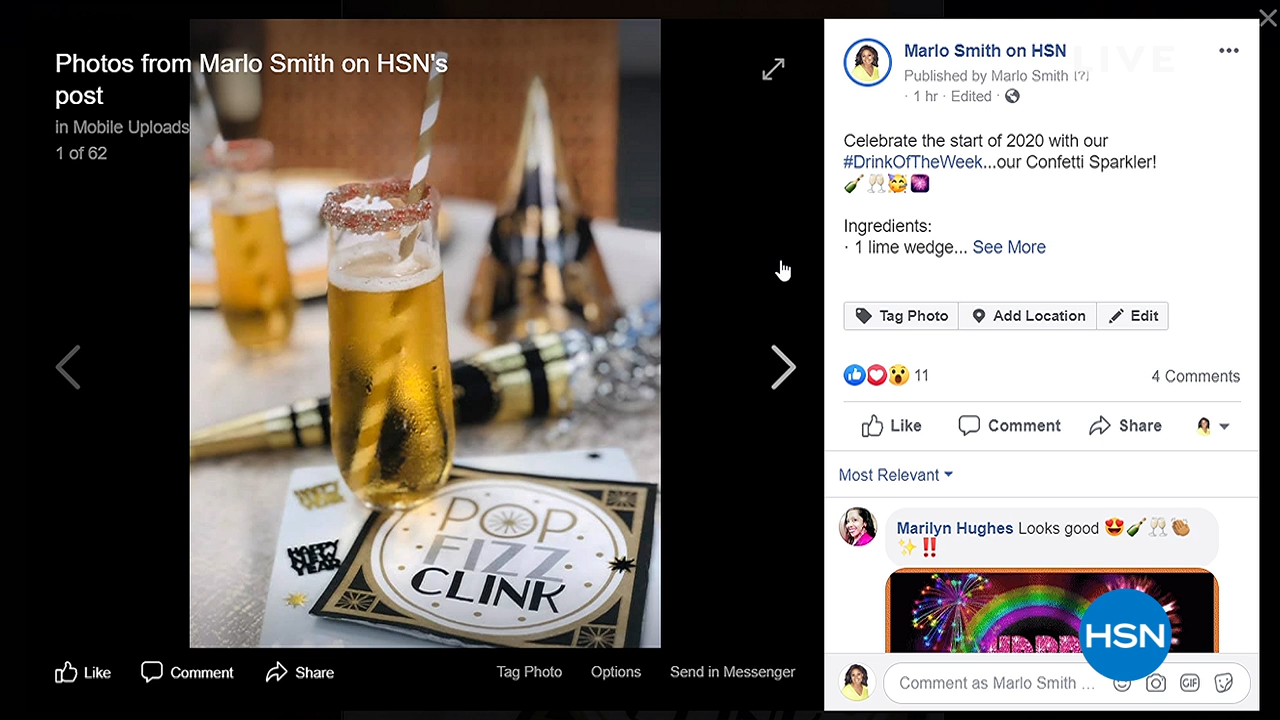 Photos from Marlo Smith on HSN's
post
in Mobile Uploads
1 of 62
HAPPY
NEW
YEAR
POP
FIZZ
CLINK
Like
Comment
Share
Tag Photo
Options
Send in Messenger
LIVE
Marlo Smith on HSN
Published by Marlo Smith [?]
· 1 hr · Edited ·
Celebrate the start of 2020 with our
#DrinkOfTheWeek...our Confetti Sparkler!
🍾🥂🥳🎆
Ingredients:
· 1 lime wedge... See More
Tag Photo
Add Location
Edit
11
4 Comments
Like
Comment
Share
Most Relevant
Marilyn Hughes Looks good 😍🍾🥂👏
✨‼️
HSN
Comment as Marlo Smith ...
GIF